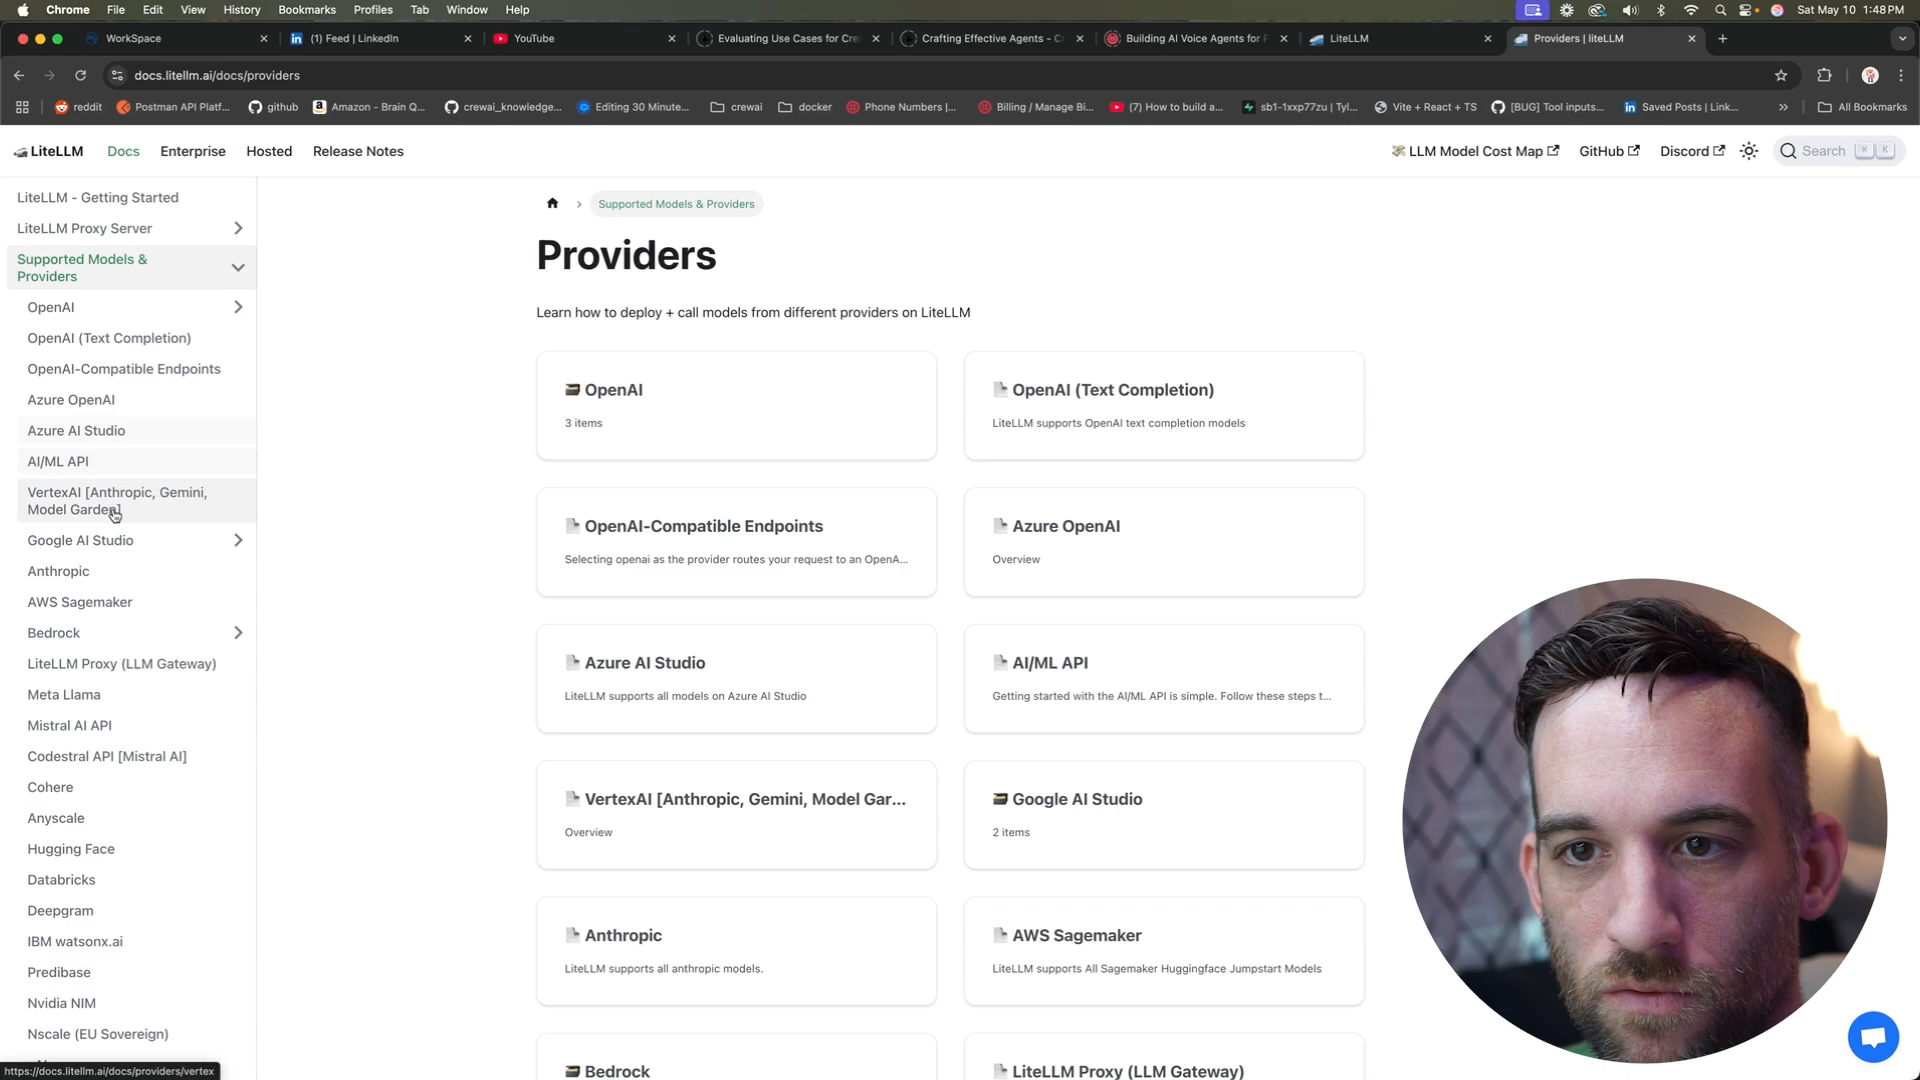 Chrome File Edit View History Bookmarks Profiles Tab Window Help Sat May 10 1:48 PM
WorkSpace (1) Feed | LinkedIn YouTube Evaluating Use Cases for Cre Crafting Effective Agents - C Building AI Voice Agents for P LiteLLM Providers | liteLLM
docs.litellm.ai/docs/providers
reddit Postman API Platf... github Amazon - Brain Q... crewai_knowledge... Editing 30 Minute... crewai docker Phone Numbers |... Billing / Manage Bi... (7) How to build a... sb1-1xxp77zu | Tyl... Vite + React + TS [BUG] Tool inputs... Saved Posts | Link... All Bookmarks
LiteLLM Docs Enterprise Hosted Release Notes LLM Model Cost Map GitHub Discord Search ⌘ K
LiteLLM - Getting Started
LiteLLM Proxy Server
Supported Models &
Providers
OpenAI
OpenAI (Text Completion)
OpenAI-Compatible Endpoints
Azure OpenAI
Azure AI Studio
AI/ML API
VertexAI [Anthropic, Gemini,
Model Garden]
Google AI Studio
Anthropic
AWS Sagemaker
Bedrock
LiteLLM Proxy (LLM Gateway)
Meta Llama
Mistral AI API
Codestral API [Mistral AI]
Cohere
Anyscale
Hugging Face
Databricks
Deepgram
IBM watsonx.ai
Predibase
Nvidia NIM
Nscale (EU Sovereign)
https://docs.litellm.ai/docs/providers/vertex
Supported Models & Providers
Providers
Learn how to deploy + call models from different providers on LiteLLM
OpenAI
3 items
OpenAI (Text Completion)
LiteLLM supports OpenAI text completion models
OpenAI-Compatible Endpoints
Selecting openai as the provider routes your request to an OpenA...
Azure OpenAI
Overview
Azure AI Studio
LiteLLM supports all models on Azure AI Studio
AI/ML API
Getting started with the AI/ML API is simple. Follow these steps t...
VertexAI [Anthropic, Gemini, Model Gar...
Overview
Google AI Studio
2 items
Anthropic
LiteLLM supports all anthropic models.
AWS Sagemaker
LiteLLM supports All Sagemaker Huggingface Jumpstart Models
Bedrock
LiteLLM Proxy (LLM Gateway)